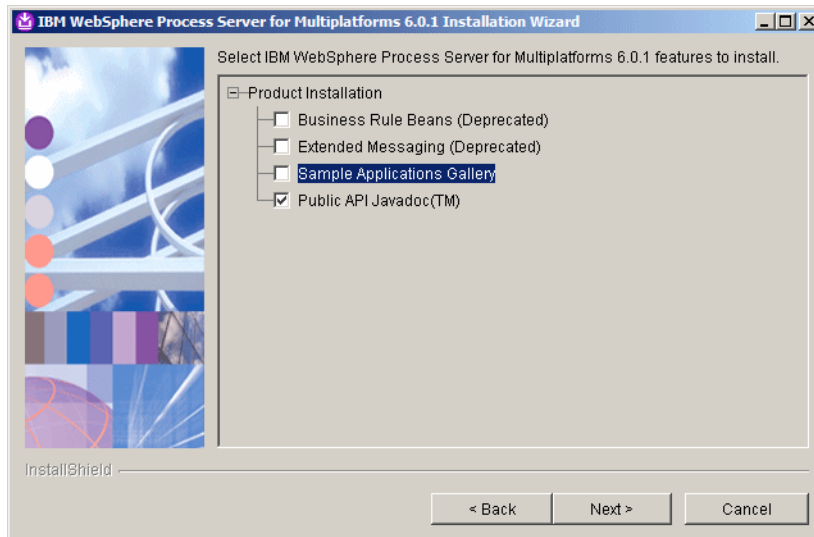 IBM WebSphere Process Server for Multiplatforms 6.0.1 Installation Wizard
Select IBM WebSphere Process Server for Multiplatforms 6.0.1 features to install.
Product Installation
Business Rule Beans (Deprecated)
Extended Messaging (Deprecated)
Sample Applications Gallery
Public API Javadoc(TM)
InstallShield
< Back
Next >
Cancel